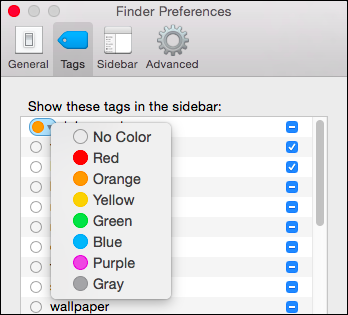 Finder Preferences
General Tags Sidebar Advanced
Show these tags in the sidebar:
No Color
Red
Orange
Yellow
Green
Blue
Purple
Gray
wallpaper